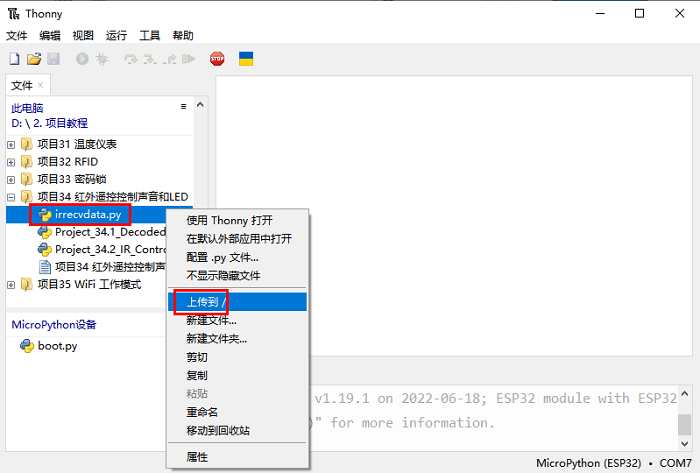 Thonny
文件 编辑 视图 运行 工具 帮助
STOP
文件
此电脑
D: \ 2. 项目教程
项目31 温度仪表
项目32 RFID
项目33 密码锁
项目34 红外遥控控制声音和LED
irrecvdata.py
Project_34.1_Decoded
Project_34.2_IR_Contro
项目34 红外遥控控制声
项目35 WiFi 工作模式
使用 Thonny 打开
在默认外部应用中打开
配置 .py 文件...
不显示隐藏文件
上传到 /
新建文件...
新建文件夹...
剪切
复制
粘贴
重命名
移动到回收站
属性
MicroPython设备
boot.py
v1.19.1 on 2022-06-18; ESP32 module with ESP32
)" for more information.
MicroPython (ESP32) • COM7